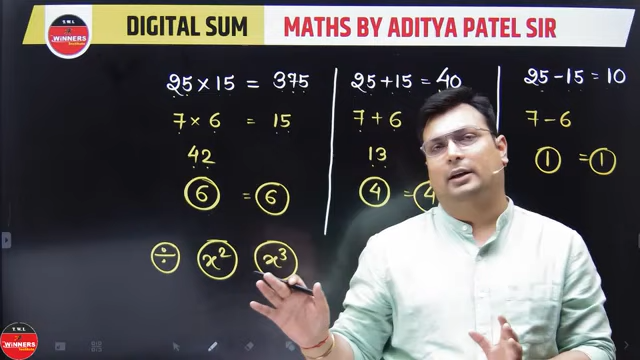 T.W.I.
WINNERS
Institute
DIGITAL SUM
MATHS BY ADITYA PATEL SIR
25 × 15 = 375
7 × 6 = 15
42
6 = 6
÷ x² x³
25 + 15 = 40
7 + 6
13
4 = 4
25 - 15 = 10
7 - 6
1 = 1
T.W.I.
WINNERS